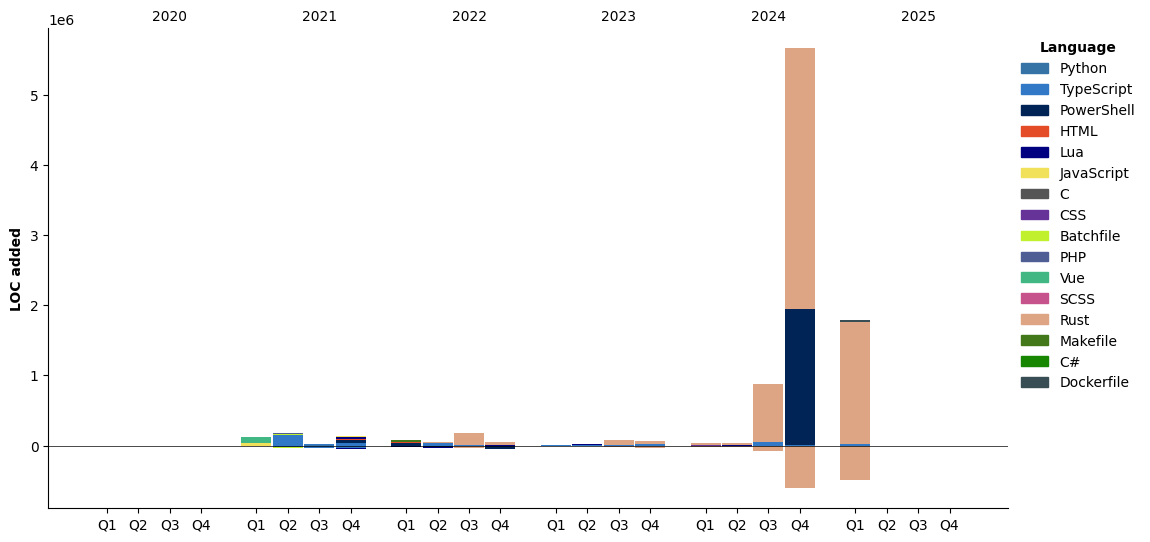 1e6
2020 2021 2022 2023 2024 2025
LOC added
5
4
3
2
1
0
Q1 Q2 Q3 Q4 Q1 Q2 Q3 Q4 Q1 Q2 Q3 Q4 Q1 Q2 Q3 Q4 Q1 Q2 Q3 Q4 Q1 Q2 Q3 Q4
Language
Python
TypeScript
PowerShell
HTML
Lua
JavaScript
C
CSS
Batchfile
PHP
Vue
SCSS
Rust
Makefile
C#
Dockerfile